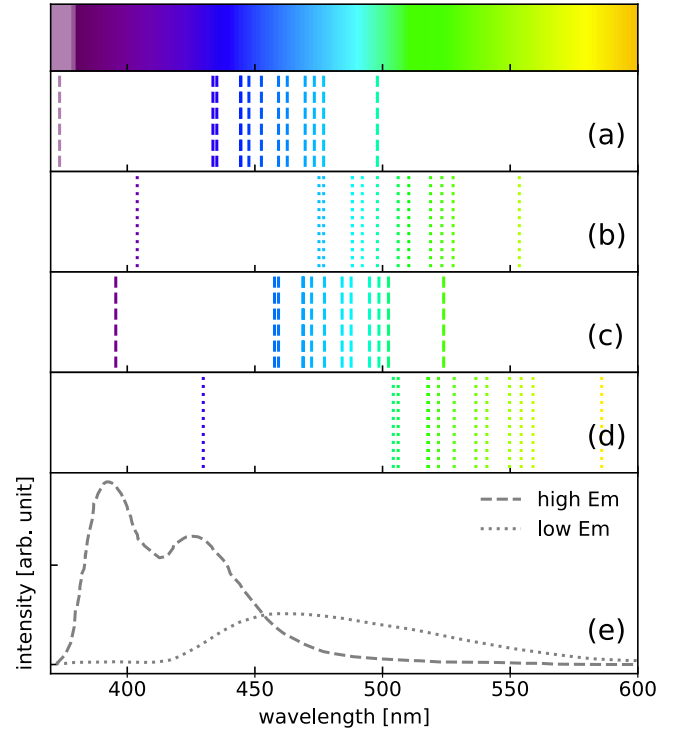 (a)
(b)
(c)
(d)
high Em
low Em
(e)
intensity [arb. unit]
400 450 500 550 600
wavelength [nm]